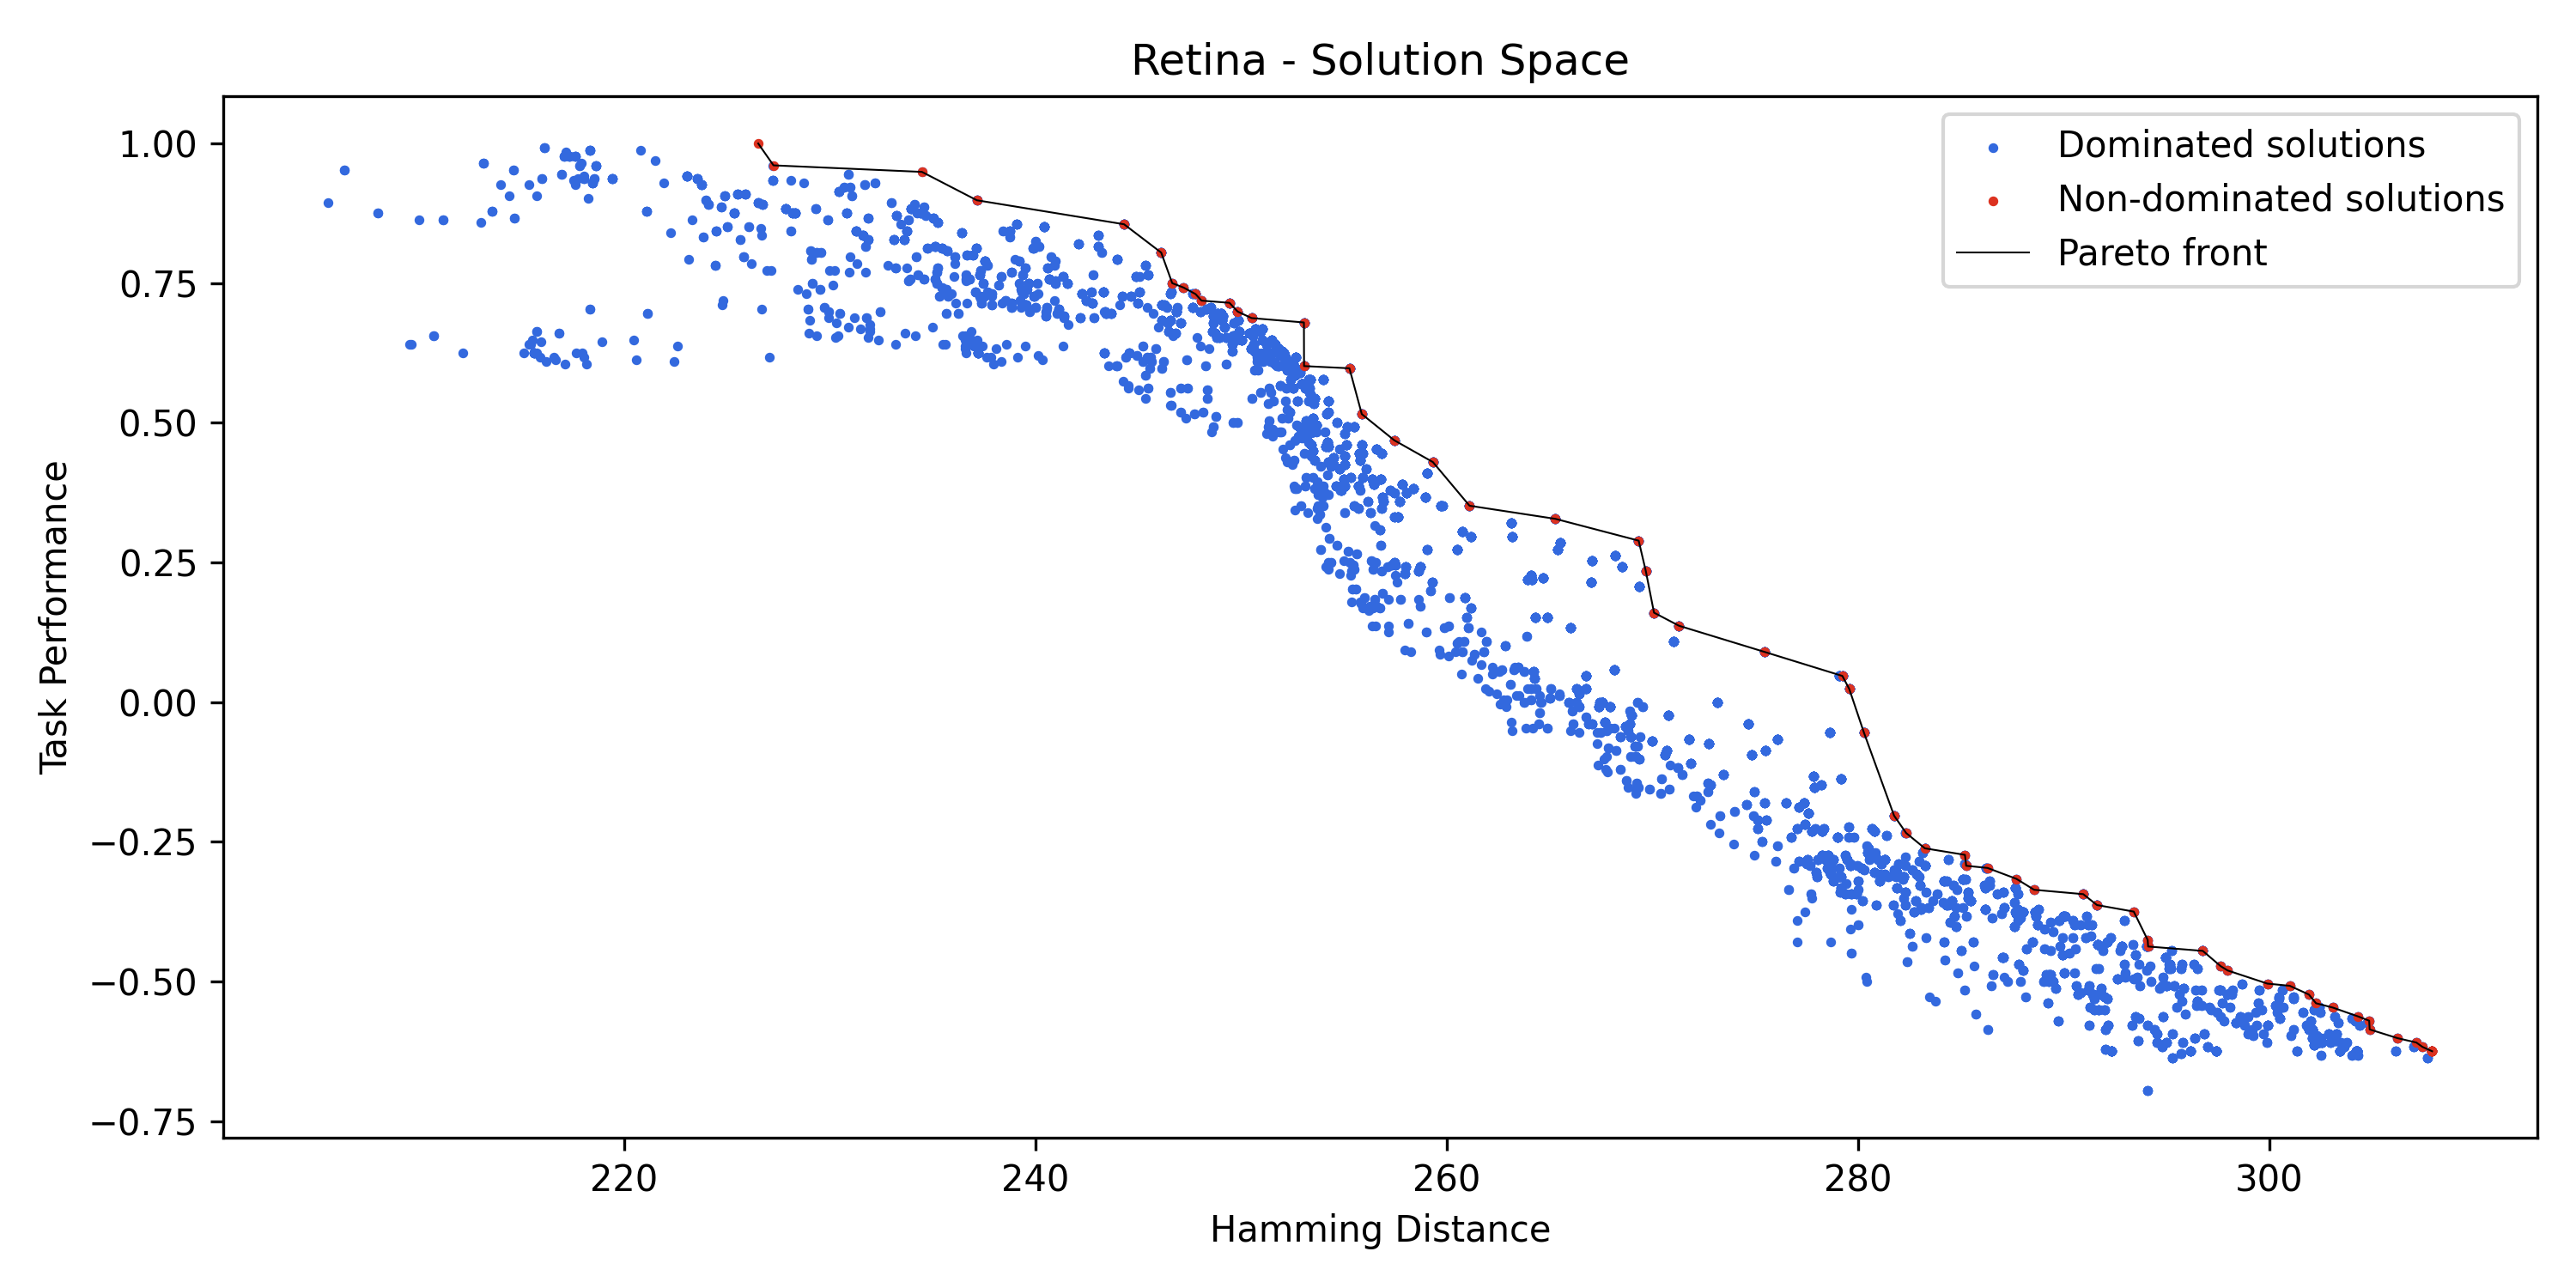 Retina - Solution Space
Dominated solutions
Non-dominated solutions
Pareto front
Task Performance
1.00
0.75
0.50
0.25
0.00
−0.25
−0.50
−0.75
220 240 260 280 300
Hamming Distance